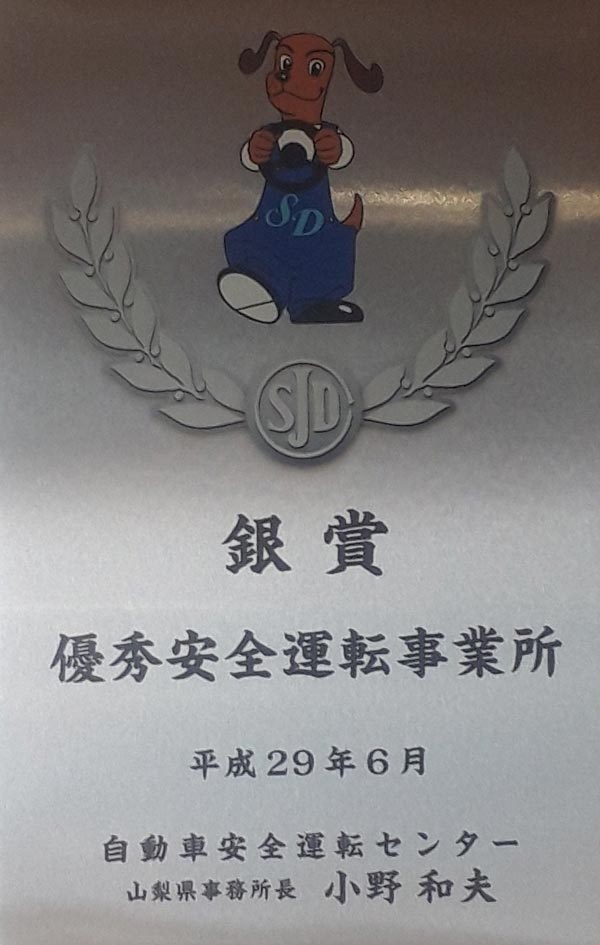 SD
SJD
銀賞
優秀安全運転事業所
平成29年6月
自動車安全運転センター
山梨県事務所長 小野和夫